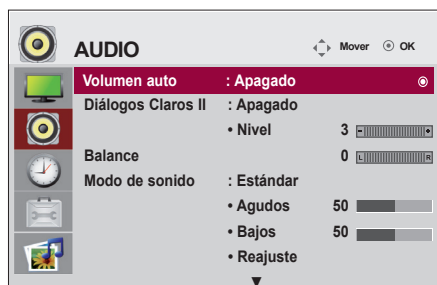 AUDIO Mover OK
Volumen auto : Apagado
Diálogos Claros II : Apagado
• Nivel 3 - +
Balance 0 L R
Modo de sonido : Estándar
• Agudos 50
• Bajos 50
• Reajuste